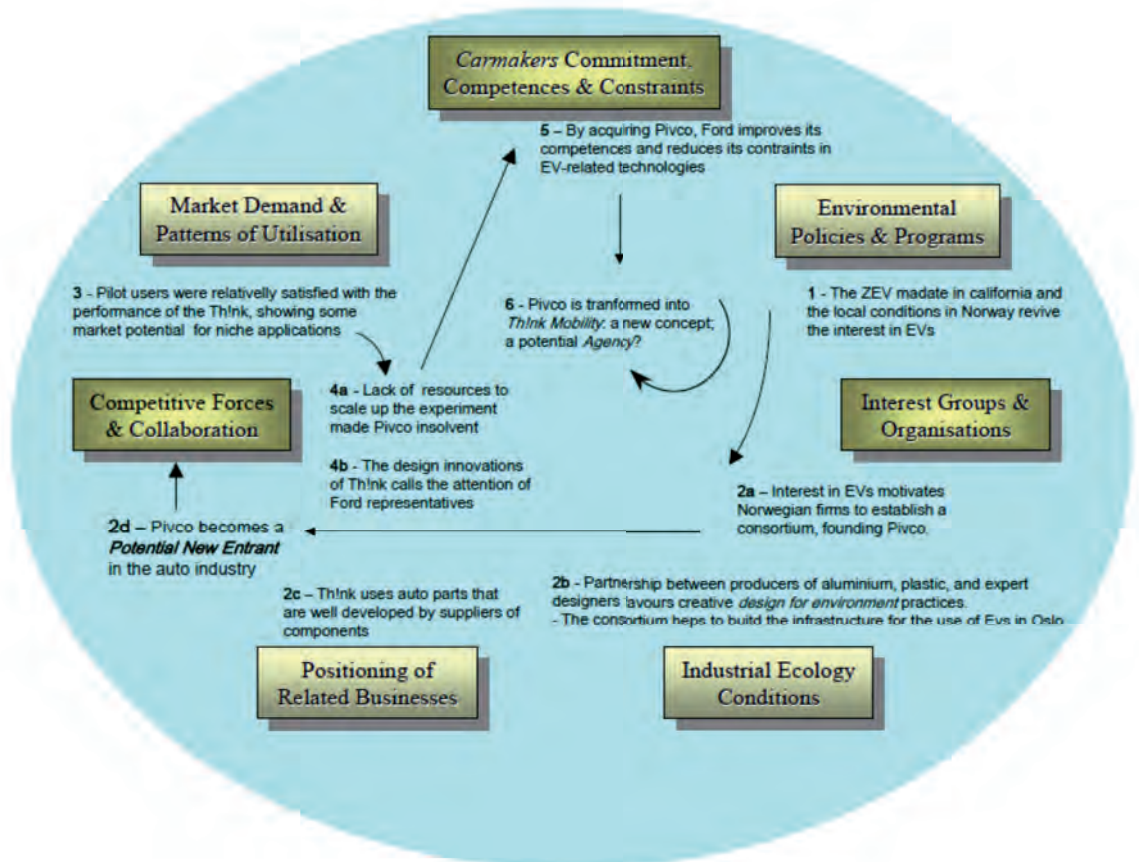 Carmakers Commitment,
Competences & Constraints
5 – By acquiring Pivco, Ford improves its
competences and reduces its contraints in
EV-related technologies
Market Demand &
Patterns of Utilisation
Environmental
Policies & Programs
3 - Pilot users were relativelly satisfied with the
performance of the Th!nk, showing some
market potential for niche applications
6 – Pivco is tranformed into
Th!nk Mobility: a new concept;
a potential Agency?
1 - The ZEV madate in california and
the local conditions in Norway revive
the interest in EVs
Competitive Forces
& Collaboration
4a - Lack of resources to
scale up the experiment
made Pivco insolvent
Interest Groups &
Organisations
4b - The design innovations
of Th!nk calls the attention of
Ford representatives
2a – Interest in EVs motivates
Norwegian firms to establish a
consortium, founding Pivco.
2d – Pivco becomes a
Potential New Entrant
in the auto industry
2c – Th!nk uses auto parts that
are well developed by suppliers of
components
2b - Partnership between producers of aluminium, plastic, and expert
designers favours creative design for environment practices.
- The consortium heps to build the infrastructure for the use of Evs in Oslo
Positioning of
Related Businesses
Industrial Ecology
Conditions